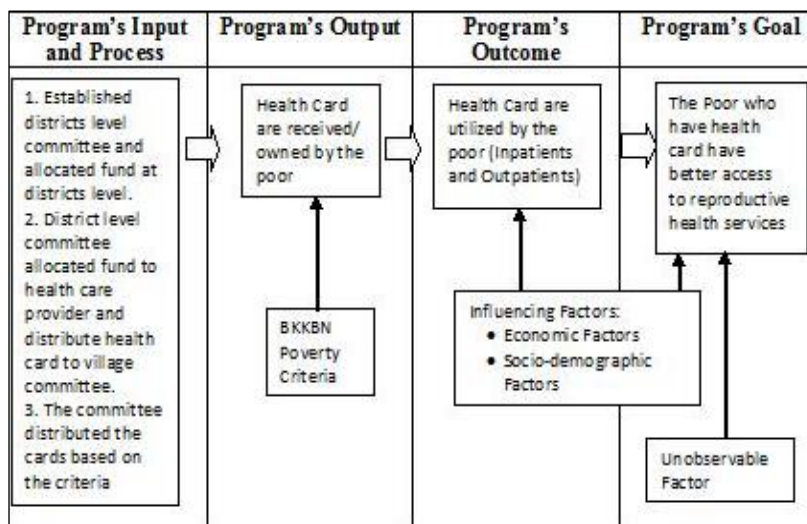 Program's Input
and Process
Program's Output
Program's
Outcome
Program's Goal
1. Established
districts level
committee and
allocated fund at
districts level.
2. District level
committee
allocated fund to
health care
provider and
distribute health
card to village
committee.
3. The committee
distributed the
cards based on
the criteria
Health Card
are received/
owned by the
poor
BKKBN
Poverty
Criteria
Health Card are
utilized by the
poor (Inpatients
and Outpatients)
Influencing Factors:
• Economic Factors
• Socio-demographic
Factors
The Poor who
have health
card have
better access
to reproductive
health services
Unobservable
Factor